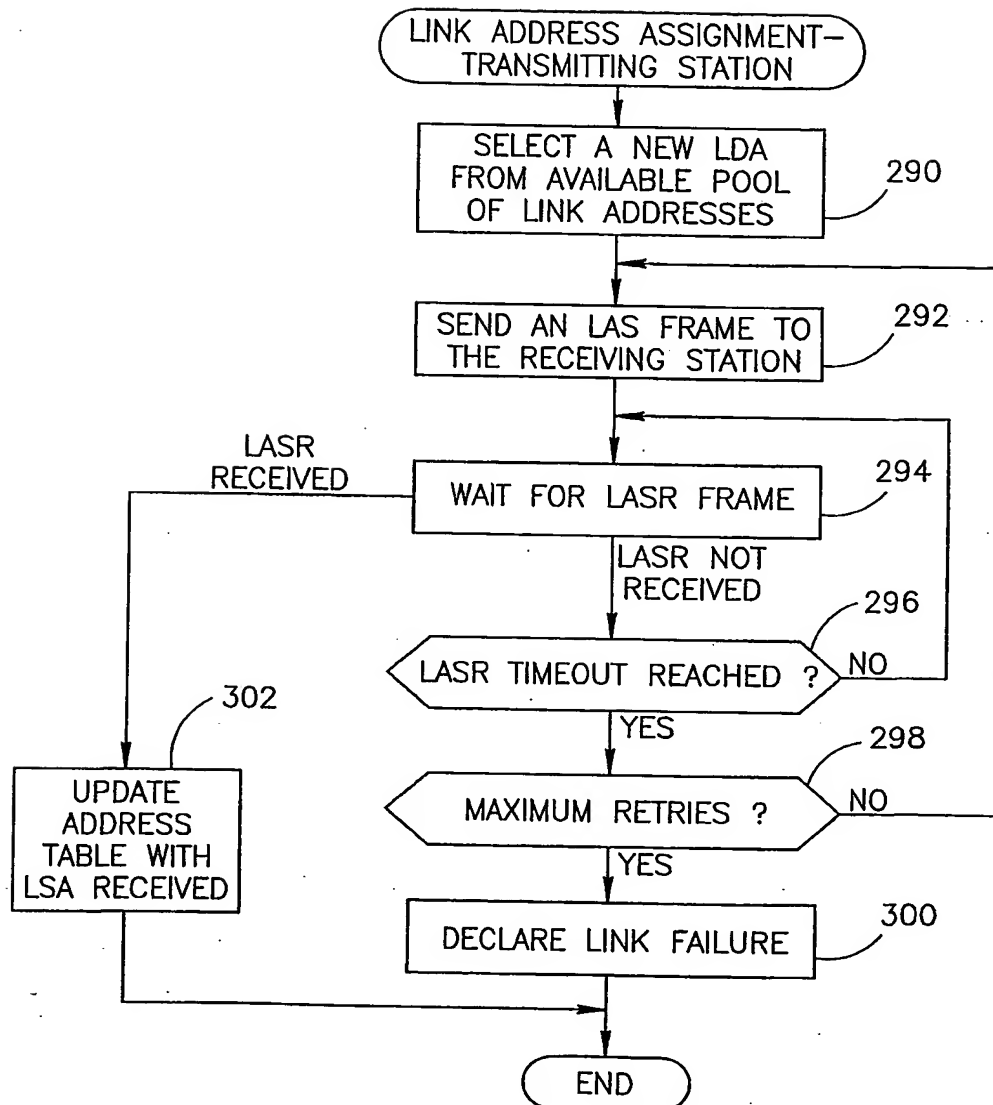 LINK ADDRESS ASSIGNMENT-
TRANSMITTING STATION
SELECT A NEW LDA
FROM AVAILABLE POOL
OF LINK ADDRESSES
290
SEND AN LAS FRAME TO
THE RECEIVING STATION
292
LASR
RECEIVED
WAIT FOR LASR FRAME
294
LASR NOT
RECEIVED
296
LASR TIMEOUT REACHED ?
NO
YES
302
298
UPDATE
ADDRESS
TABLE WITH
LSA RECEIVED
MAXIMUM RETRIES ?
NO
YES
DECLARE LINK FAILURE
300
END